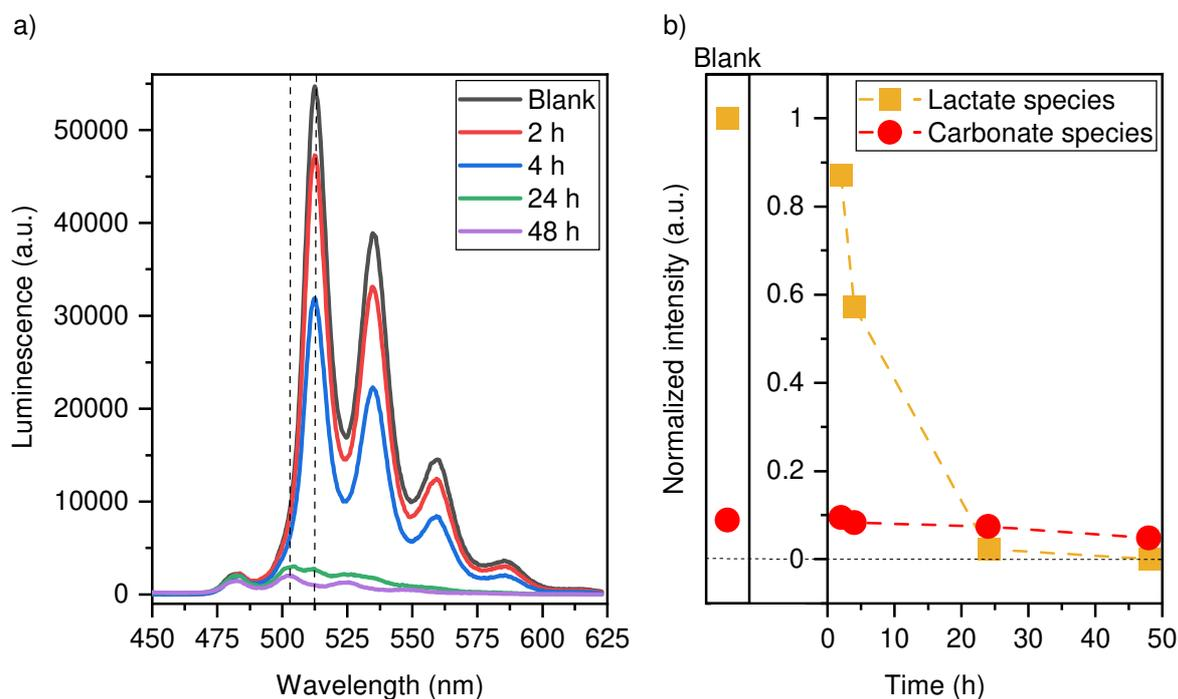 a)
Luminescence (a.u.)
50000
40000
30000
20000
10000
0
450 475 500 525 550 575 600 625
Wavelength (nm)
Blank
2 h
4 h
24 h
48 h
b)
Blank
Normalized intensity (a.u.)
1
0.8
0.6
0.4
0.2
0
0 10 20 30 40 50
Time (h)
Lactate species
Carbonate species